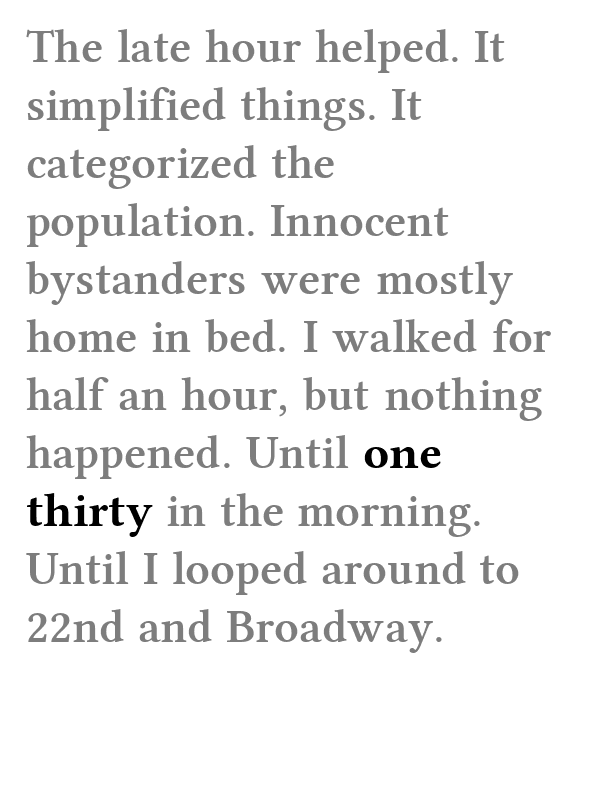 The late hour helped. It
simplified things. It
categorized the
population. Innocent
bystanders were mostly
home in bed. I walked for
half an hour, but nothing
happened. Until one
thirty in the morning.
Until I looped around to
22nd and Broadway.